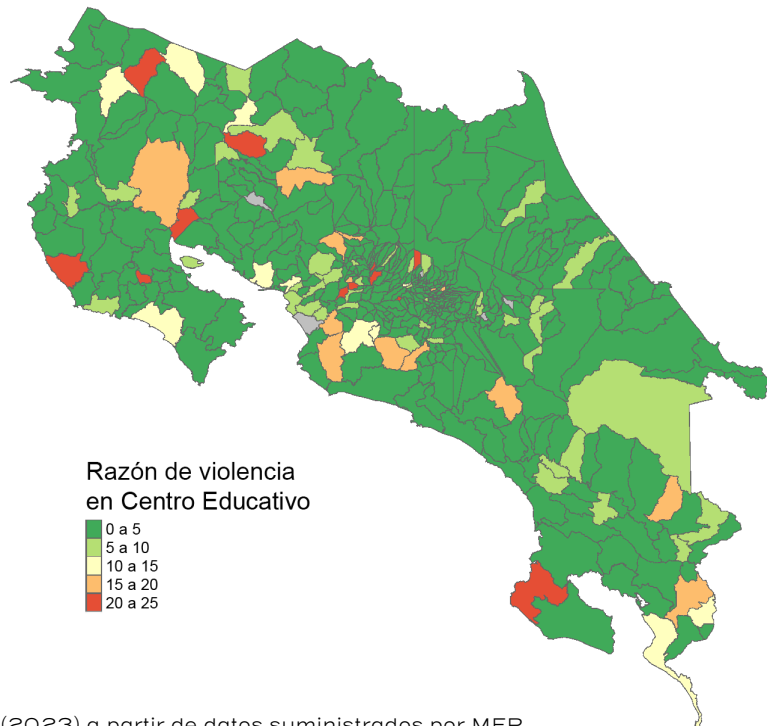 Razón de violencia
en Centro Educativo
0 a 5
5 a 10
10 a 15
15 a 20
20 a 25
(2023) a partir de datos suministrados por MEP